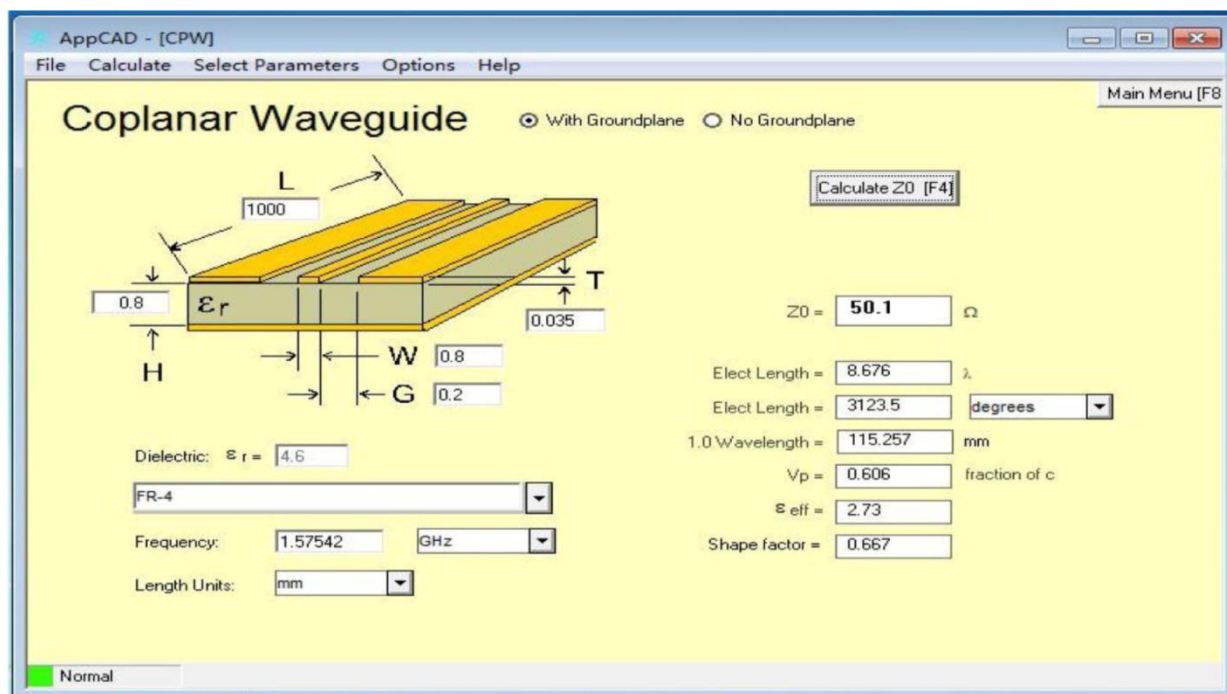 AppCAD - [CPW]
File Calculate Select Parameters Options Help
Main Menu [F8
Coplanar Waveguide
With Groundplane No Groundplane
Calculate Z0 [F4]
L
1000
0.8
εr
T
0.035
H
W 0.8
G 0.2
Z0 = 50.1 Ω
Elect Length = 8.676 λ
Elect Length = 3123.5 degrees
1.0 Wavelength = 115.257 mm
Vp = 0.606 fraction of c
ε eff = 2.73
Shape factor = 0.667
Dielectric: ε r = 4.6
FR-4
Frequency: 1.57542 GHz
Length Units: mm
Normal